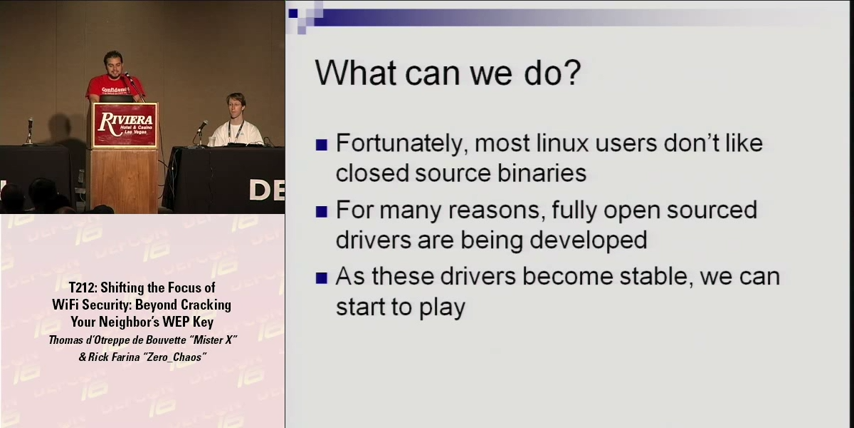 What can we do?
Fortunately, most linux users don't like
closed source binaries
For many reasons, fully open sourced
drivers are being developed
As these drivers become stable, we can
start to play
RIVIERA
Hotel & Casino
Las Vegas
DE
T212: Shifting the Focus of
WiFi Security: Beyond Cracking
Your Neighbor's WEP Key
Thomas d'Otreppe de Bouvette "Mister X"
& Rick Farina "Zero_Chaos"